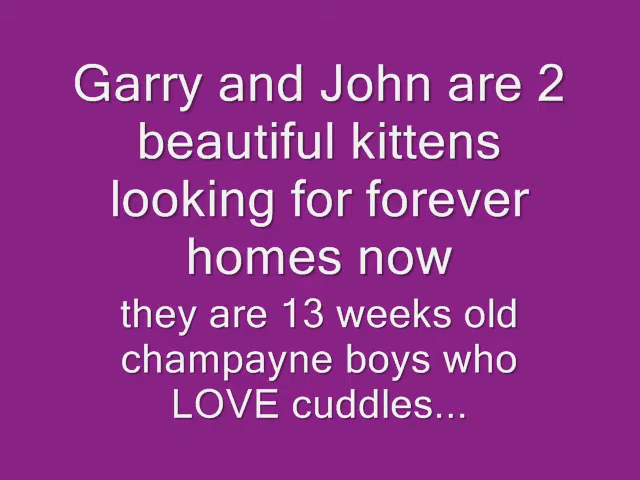 Garry and John are 2
beautiful kittens
looking for forever
homes now
they are 13 weeks old
champayne boys who
LOVE cuddles...